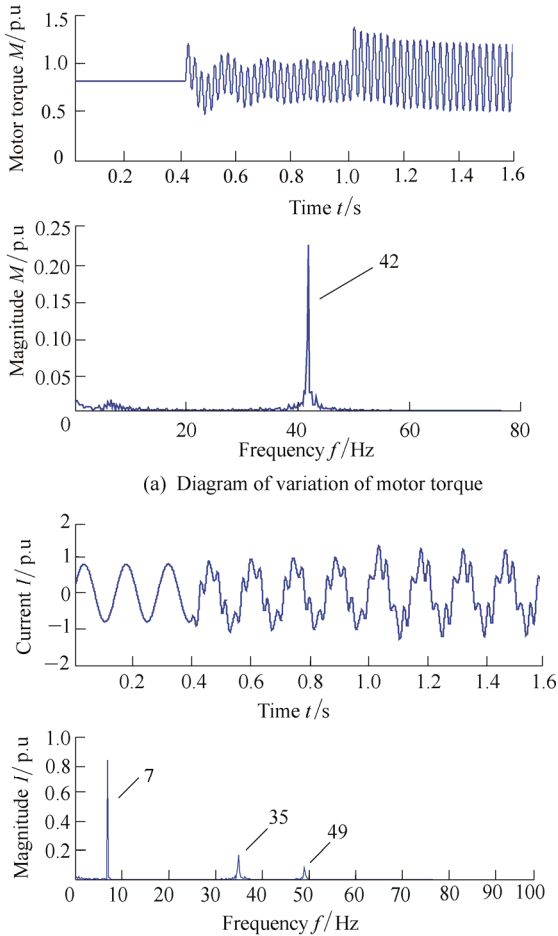 Motor torque M/p.u
1.5
1.0
0.5
0
0.2 0.4 0.6 0.8 1.0 1.2 1.4 1.6
Time t/s
Magnitude M/p.u
0.25
0.20
0.15
0.10
0.05
0
42
20 40 60 80
Frequency f/Hz
(a) Diagram of variation of motor torque
Current I/p.u
2
1
0
−1
−2
0.2 0.4 0.6 0.8 1.0 1.2 1.4 1.6
Time t/s
Magnitude I/p.u
1.0
0.8
0.6
0.4
0.2
7
35
49
0 10 20 30 40 50 60 70 80 90 100
Frequency f/Hz